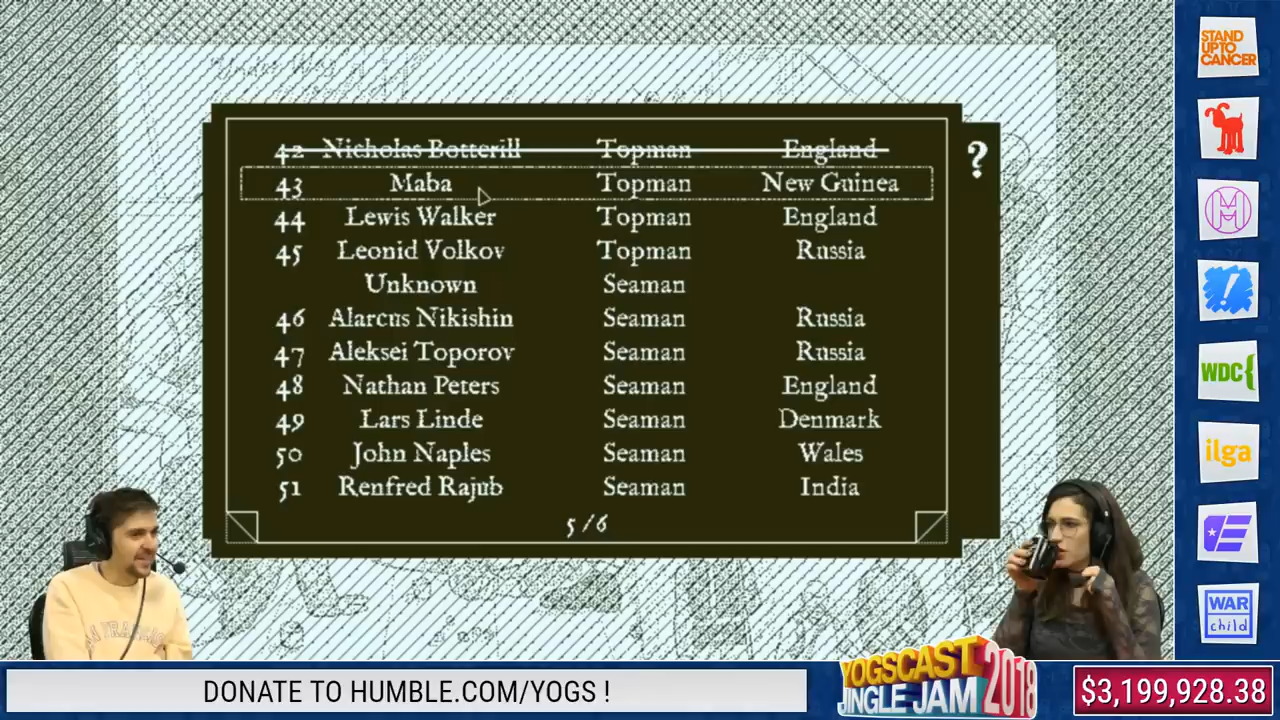 42 Nicholas Botterill Topman England
?
43 Maba Topman New Guinea
44 Lewis Walker Topman England
45 Leonid Volkov Topman Russia
Unknown Seaman
46 Alarcus Nikishin Seaman Russia
47 Aleksei Toporov Seaman Russia
48 Nathan Peters Seaman England
49 Lars Linde Seaman Denmark
50 John Naples Seaman Wales
51 Renfred Rajub Seaman India
5/6
STAND
UP TO
CANCER
M
!
WDC
ilga
E
WAR
child
DONATE TO HUMBLE.COM/YOGS !
YOGSCAST
JINGLE JAM 2018
$3,199,928.38